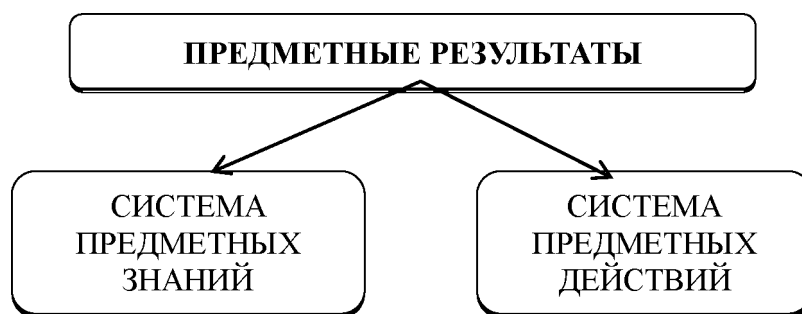 ПРЕДМЕТНЫЕ РЕЗУЛЬТАТЫ
СИСТЕМА
ПРЕДМЕТНЫХ
ЗНАНИЙ
СИСТЕМА
ПРЕДМЕТНЫХ
ДЕЙСТВИЙ